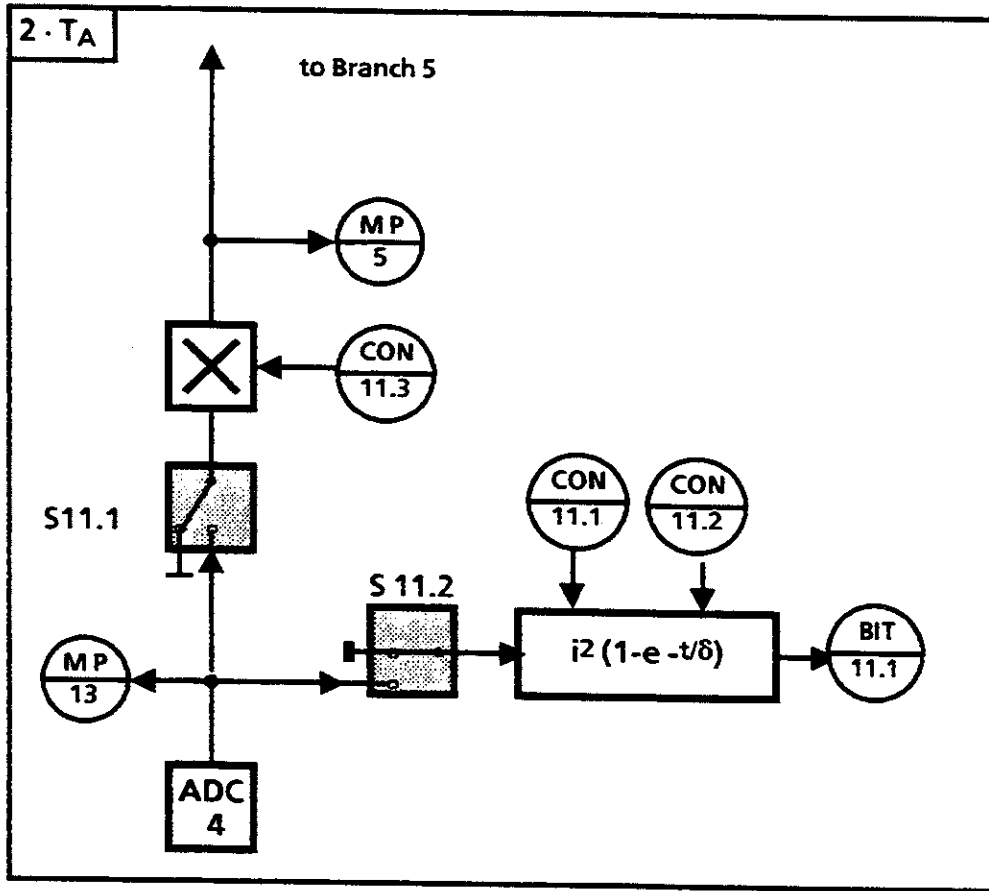 2 · TA
to Branch 5
MP
5
CON
11.3
S11.1
CON
11.1
CON
11.2
S 11.2
i² (1-e -t/δ)
BIT
11.1
MP
13
ADC
4